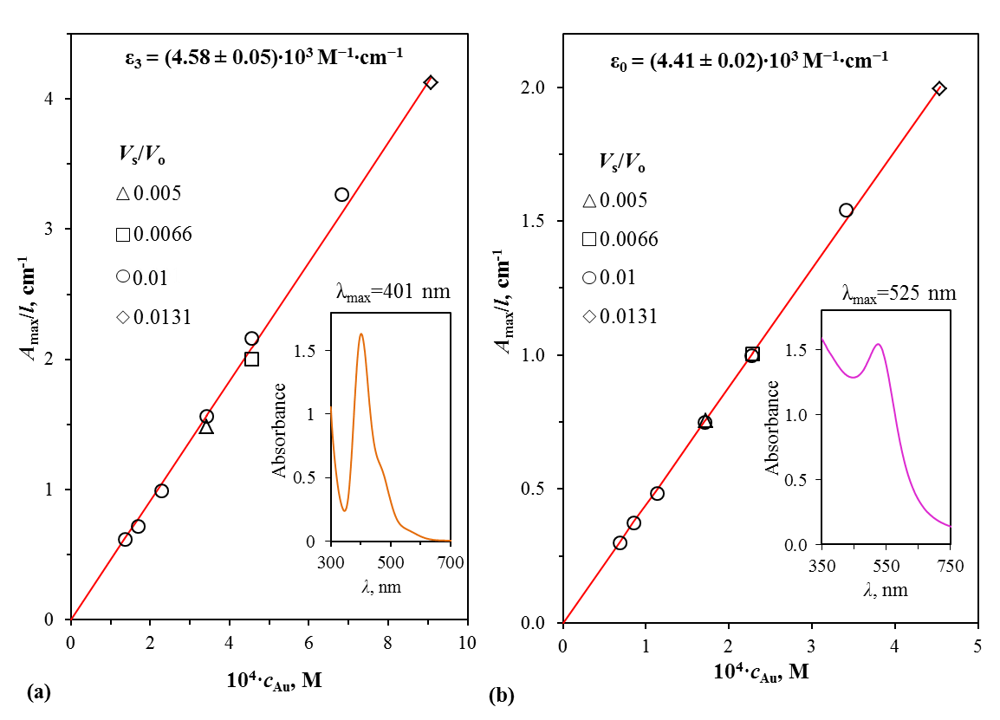 ε₃ = (4.58 ± 0.05)·10³ M⁻¹·cm⁻¹
Vs/Vo
△ 0.005
□ 0.0066
○ 0.01
◇ 0.0131
Amax/l, cm⁻¹
4
3
2
1
0
0 2 4 6 8 10
10⁴·cAu, M
(a)
λmax=401 nm
Absorbance
1.5
1
0.5
0
300 500 700
λ, nm
ε₀ = (4.41 ± 0.02)·10³ M⁻¹·cm⁻¹
Vs/Vo
△ 0.005
□ 0.0066
○ 0.01
◇ 0.0131
Amax/l, cm⁻¹
2.0
1.5
1.0
0.5
0.0
0 1 2 3 4 5
10⁴·cAu, M
(b)
λmax=525 nm
Absorbance
1.5
1.0
0.5
0.0
350 550 750
λ, nm